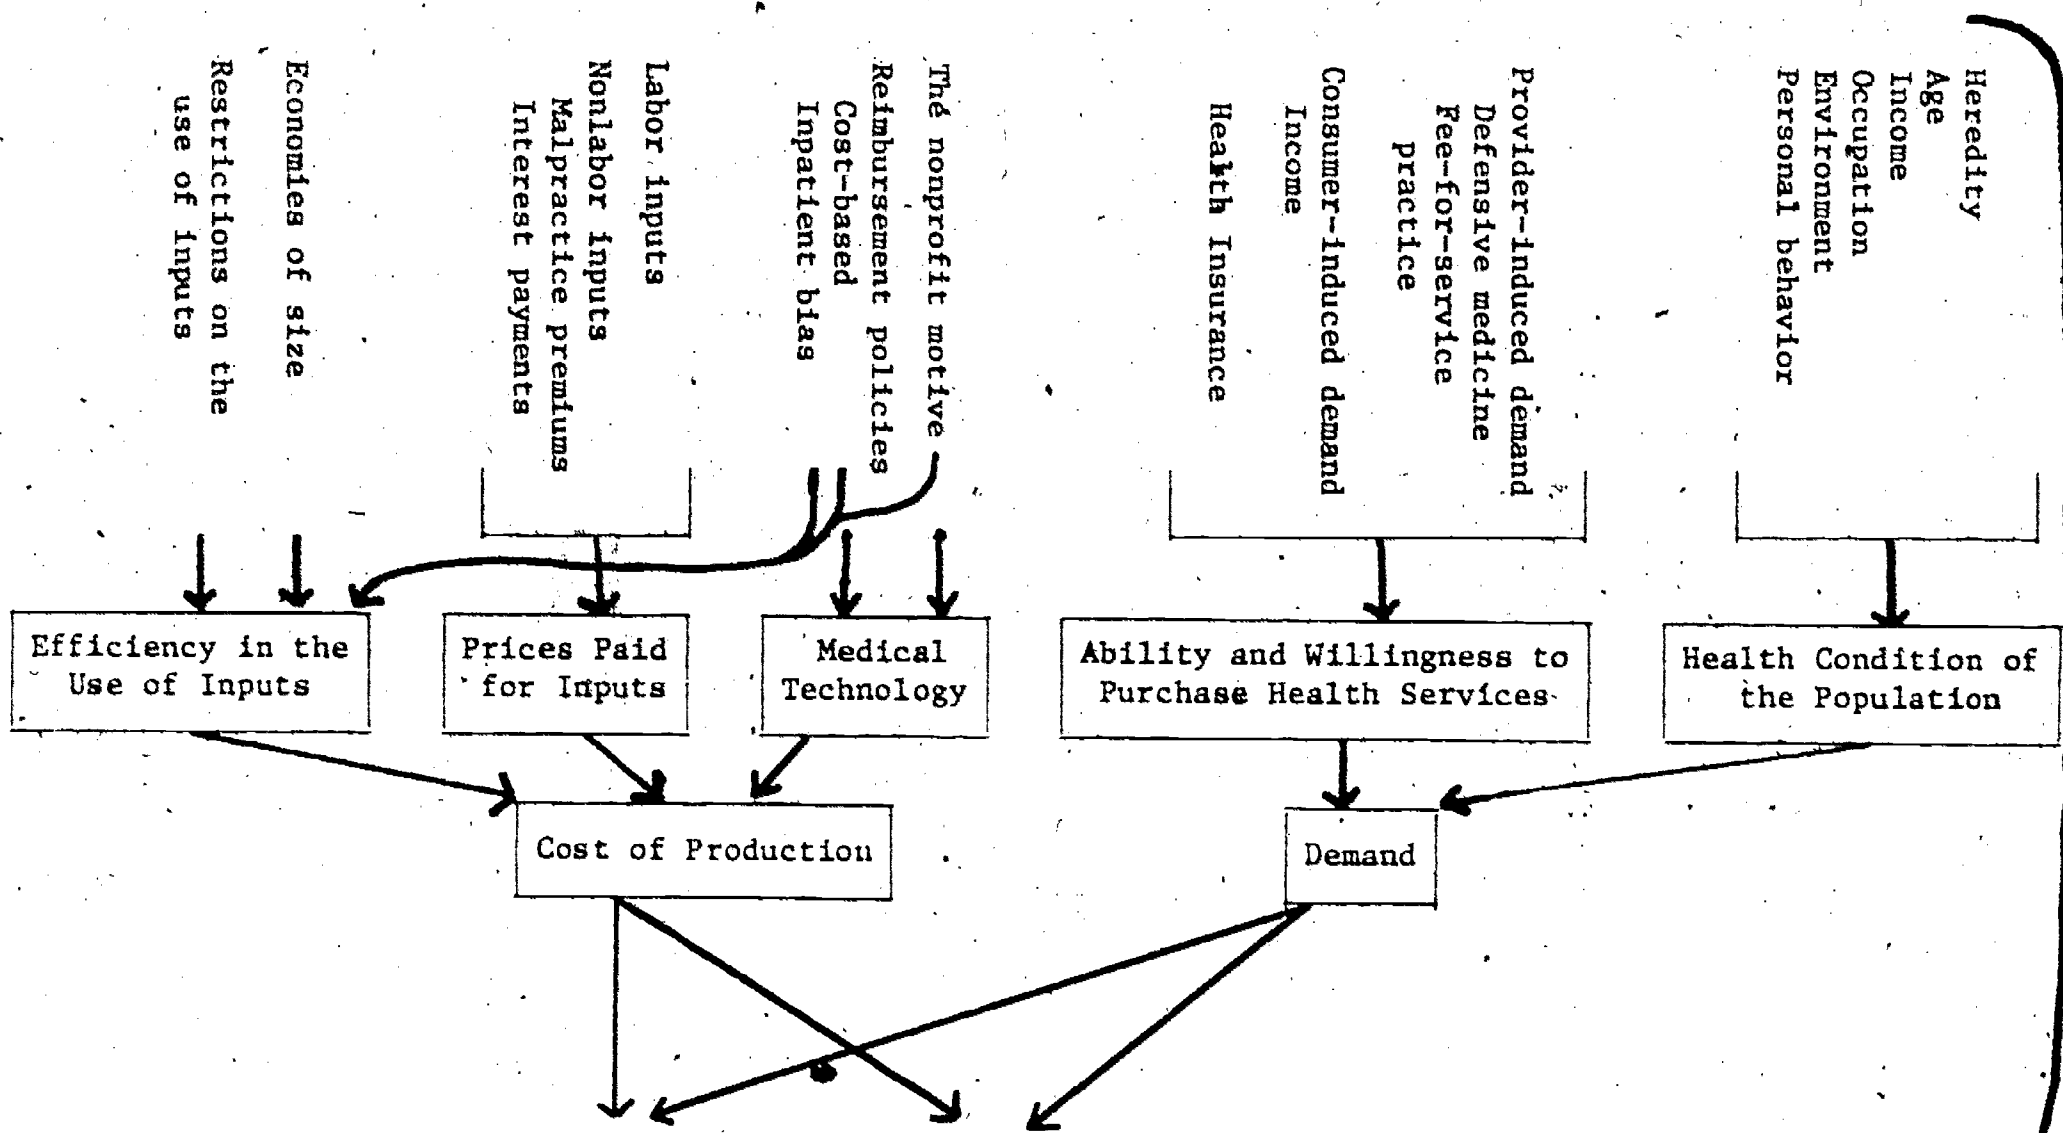 Heredity
Age
Income
Occupation
Environment
Personal behavior
Provider-induced demand
Defensive medicine
Fee-for-service
practice
Consumer-induced demand
Income
Health Insurance
The nonprofit motive
Reimbursement policies
Cost-based
Inpatient bias
Labor inputs
Nonlabor inputs
Malpractice premiums
Interest payments
Economies of size
Restrictions on the
use of inputs
Efficiency in the
Use of Inputs
Prices Paid
for Inputs
Medical
Technology
Ability and Willingness to
Purchase Health Services
Health Condition of
the Population
Cost of Production
Demand